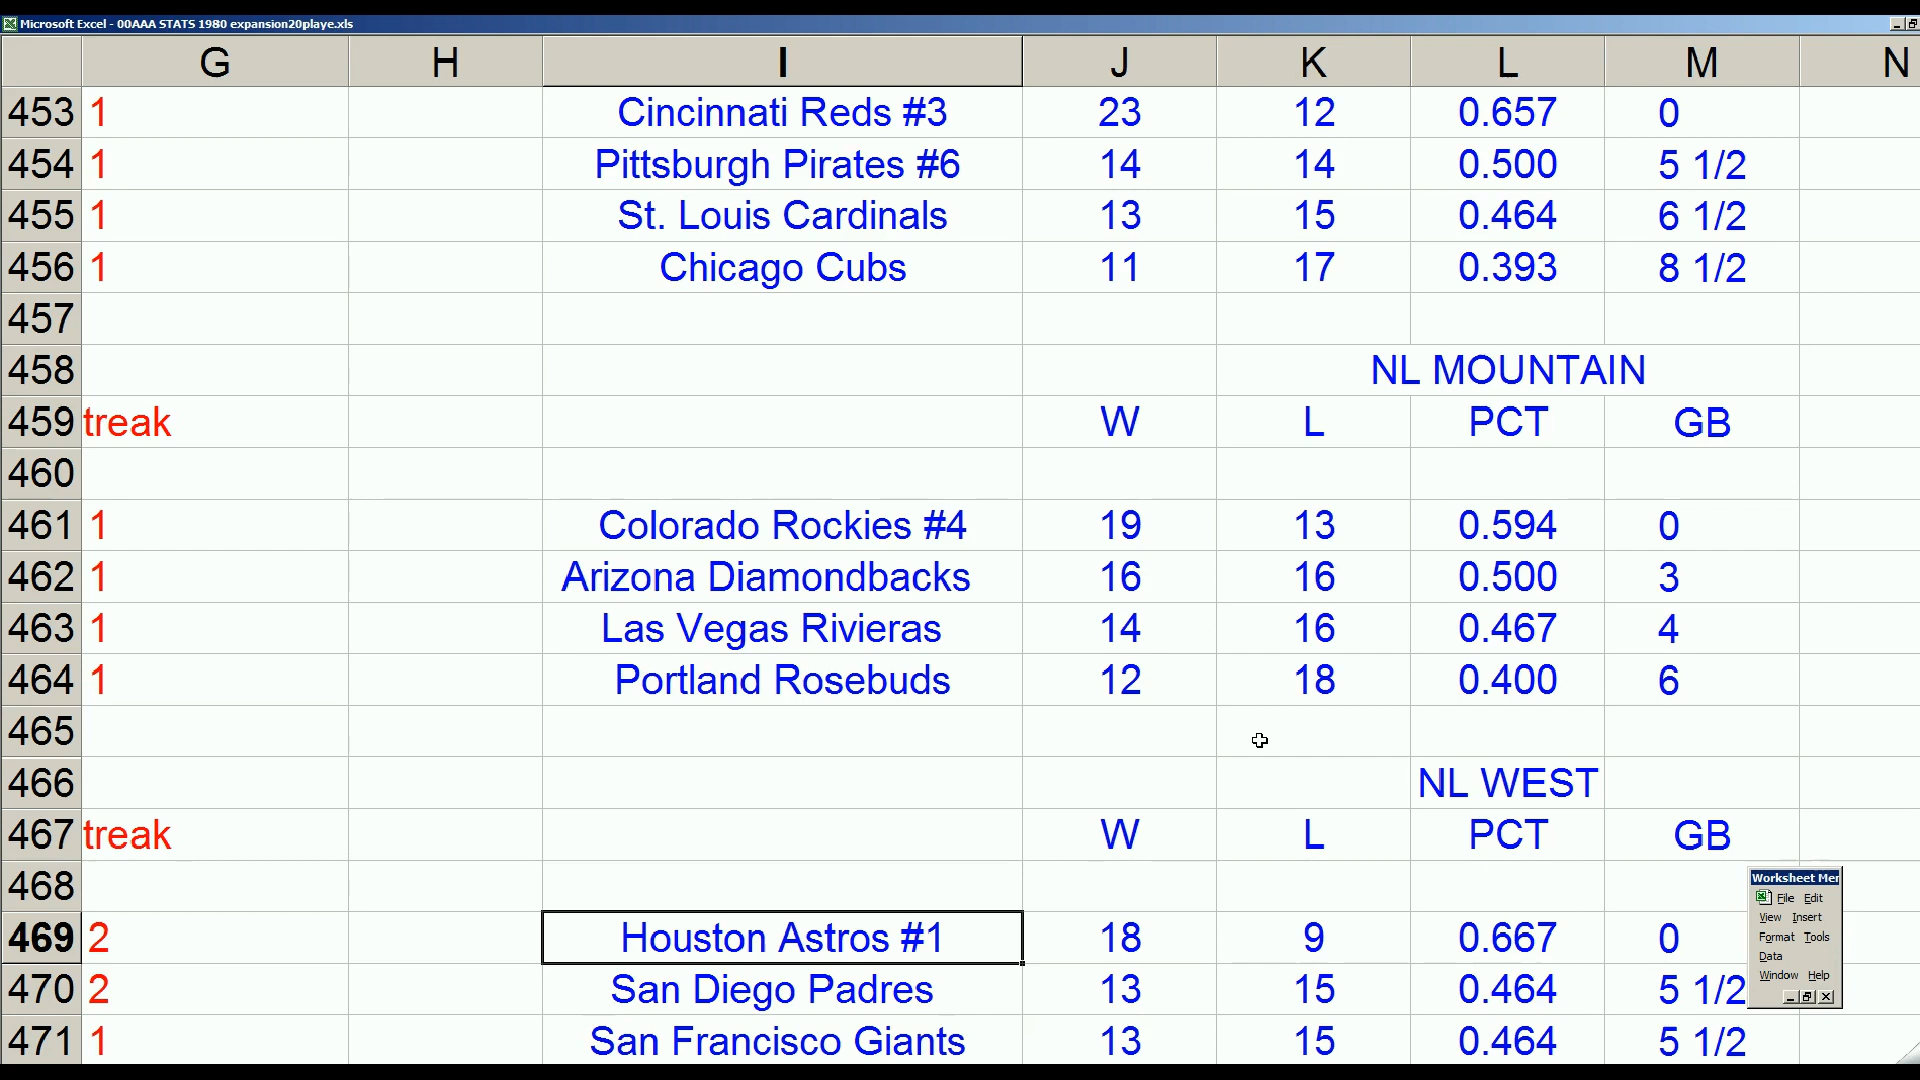 Microsoft Excel - 00AAA STATS 1980 expansion20playe.xls
G H I J K L M N
453 1 Cincinnati Reds #3 23 12 0.657 0
454 1 Pittsburgh Pirates #6 14 14 0.500 5 1/2
455 1 St. Louis Cardinals 13 15 0.464 6 1/2
456 1 Chicago Cubs 11 17 0.393 8 1/2
457
458 NL MOUNTAIN
459 treak W L PCT GB
460
461 1 Colorado Rockies #4 19 13 0.594 0
462 1 Arizona Diamondbacks 16 16 0.500 3
463 1 Las Vegas Rivieras 14 16 0.467 4
464 1 Portland Rosebuds 12 18 0.400 6
465
466 NL WEST
467 treak W L PCT GB
468
469 2 Houston Astros #1 18 9 0.667 0
470 2 San Diego Padres 13 15 0.464 5 1/2
471 1 San Francisco Giants 13 15 0.464 5 1/2
Worksheet Mer
File Edit
View Insert
Format Tools
Data
Window Help